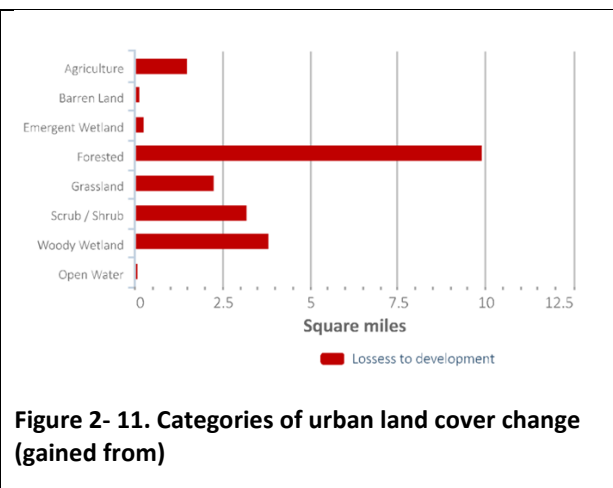 Agriculture
Barren Land
Emergent Wetland
Forested
Grassland
Scrub / Shrub
Woody Wetland
Open Water
0 2.5 5 7.5 10 12.5
Square miles
Lossess to development
Figure 2- 11. Categories of urban land cover change
(gained from)